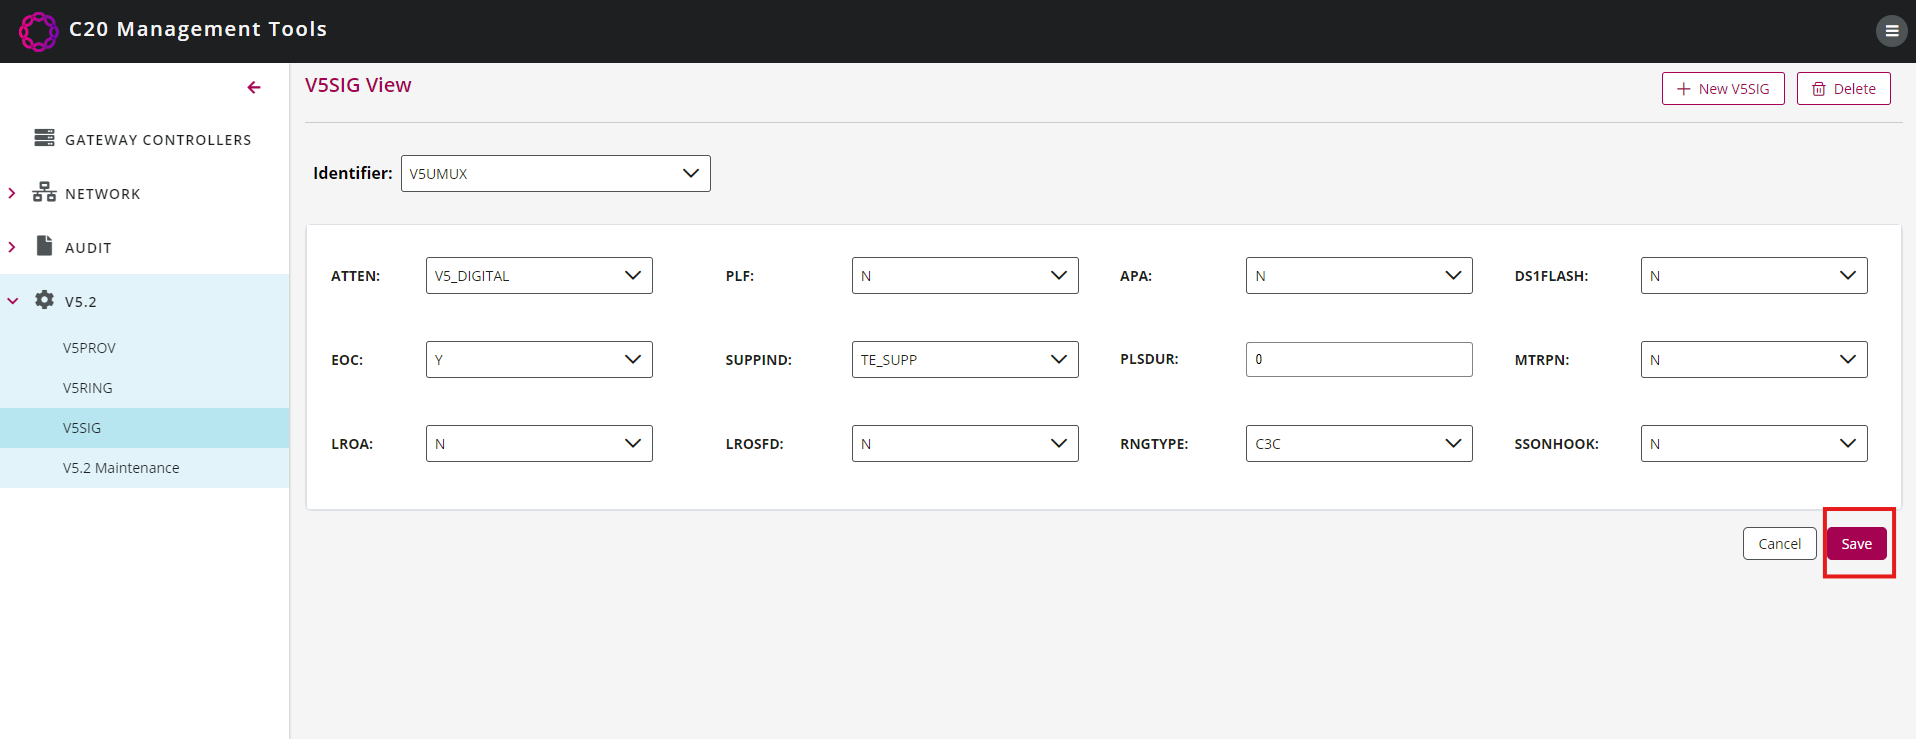 C20 Management Tools
GATEWAY CONTROLLERS
NETWORK
AUDIT
V5.2
V5PROV
V5RING
V5SIG
V5.2 Maintenance
V5SIG View
New V5SIG
Delete
Identifier: V5UMUX
ATTEN: V5_DIGITAL PLF: N APA: N DS1FLASH: N
EOC: Y SUPPIND: TE_SUPP PLSDUR: 0 MTRPN: N
LROA: N LROSFD: N RNGTYPE: C3C SSONHOOK: N
Cancel Save